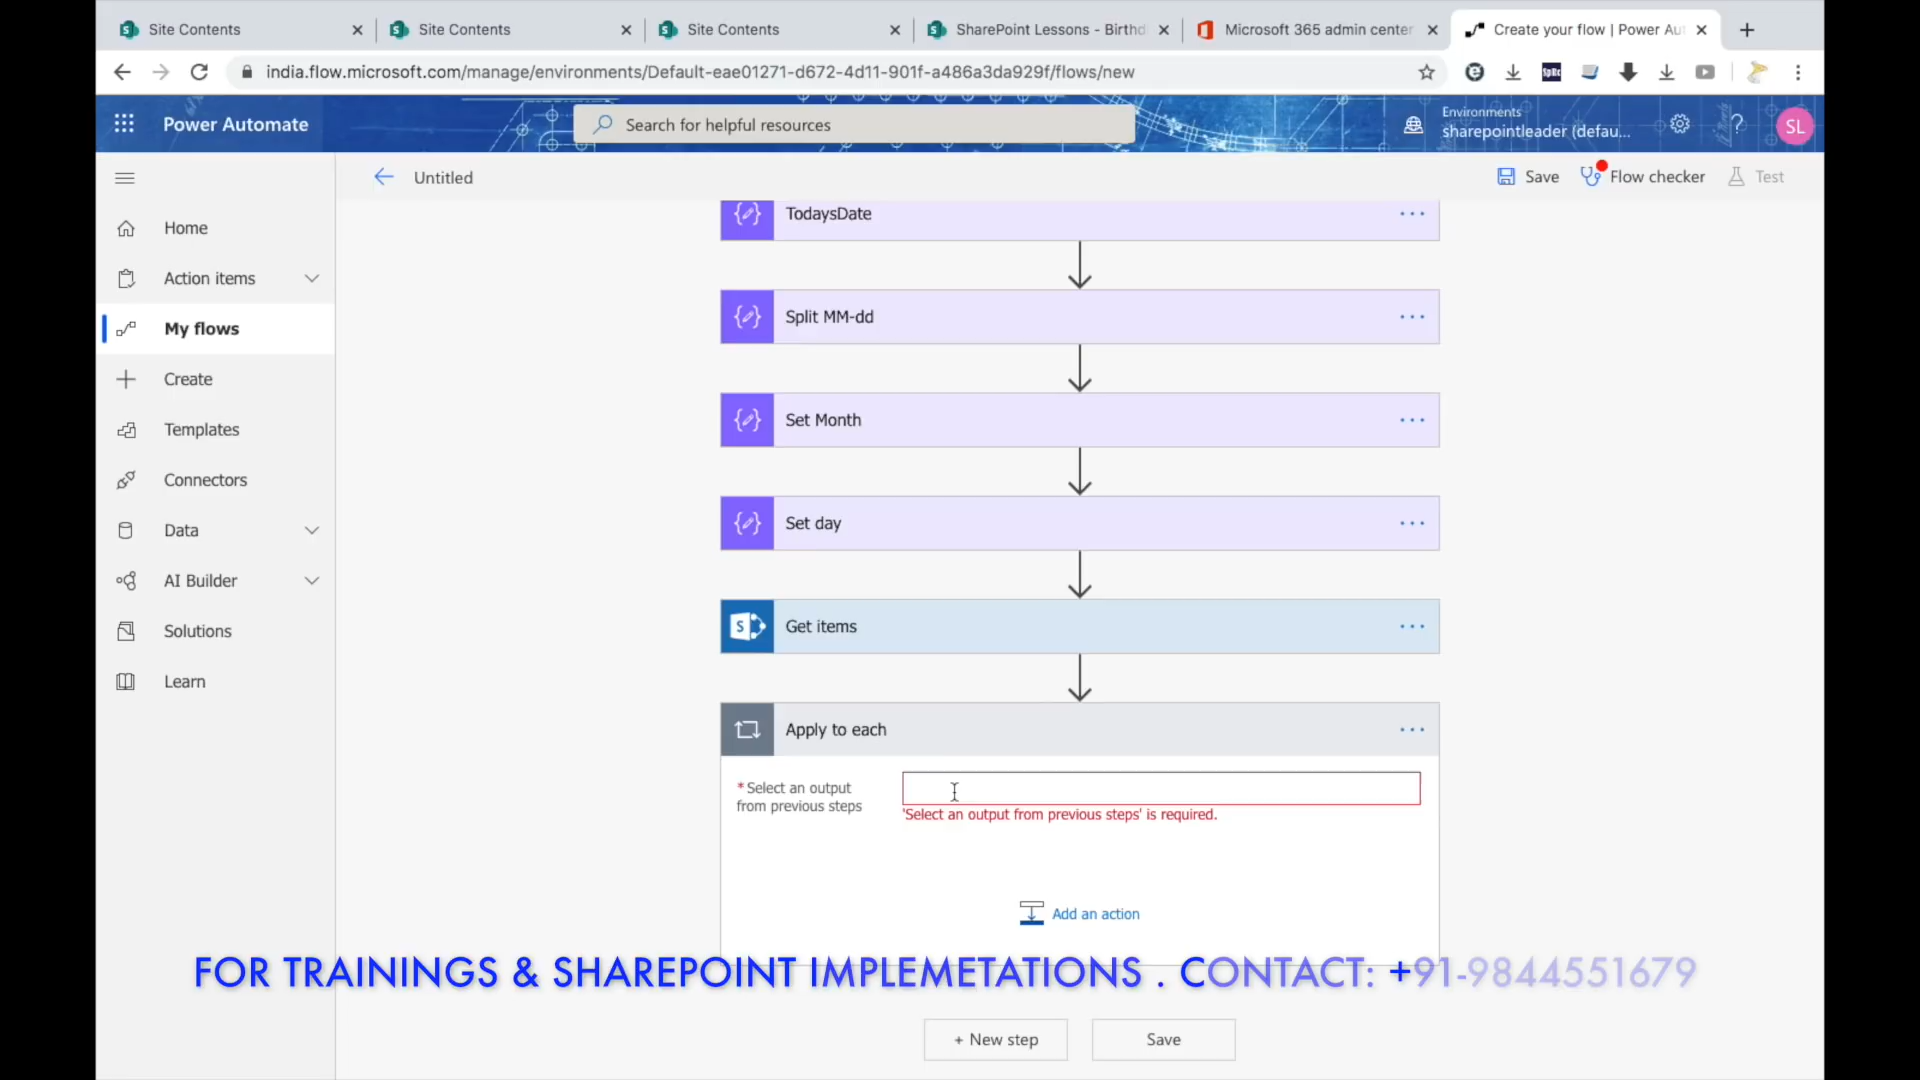 Site Contents
Site Contents
Site Contents
SharePoint Lessons - Birthd
Microsoft 365 admin center
Create your flow | Power Aut
india.flow.microsoft.com/manage/environments/Default-eae01271-d672-4d11-901f-a486a3da929f/flows/new
Power Automate
Search for helpful resources
Environments
sharepointleader (defau...
SL
Untitled
Save
Flow checker
Test
Home
Action items
My flows
Create
Templates
Connectors
Data
AI Builder
Solutions
Learn
TodaysDate
Split MM-dd
Set Month
Set day
Get items
Apply to each
* Select an output
from previous steps
'Select an output from previous steps' is required.
Add an action
FOR TRAININGS & SHAREPOINT IMPLEMETATIONS . CONTACT: +91-9844551679
+ New step
Save